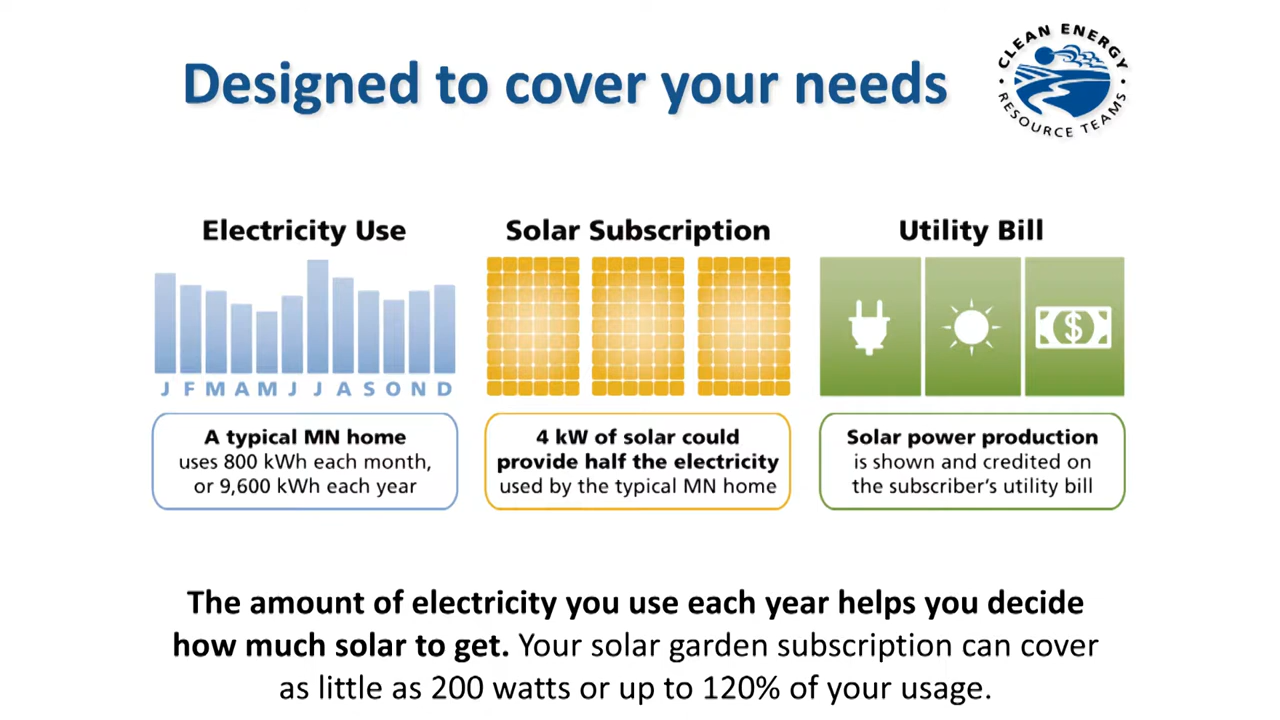 Designed to cover your needs
CLEAN ENERGY
RESOURCE TEAMS
Electricity Use
J F M A M J J A S O N D
A typical MN home
uses 800 kWh each month,
or 9,600 kWh each year
Solar Subscription
4 kW of solar could
provide half the electricity
used by the typical MN home
Utility Bill
$
Solar power production
is shown and credited on
the subscriber's utility bill
The amount of electricity you use each year helps you decide
how much solar to get. Your solar garden subscription can cover
as little as 200 watts or up to 120% of your usage.